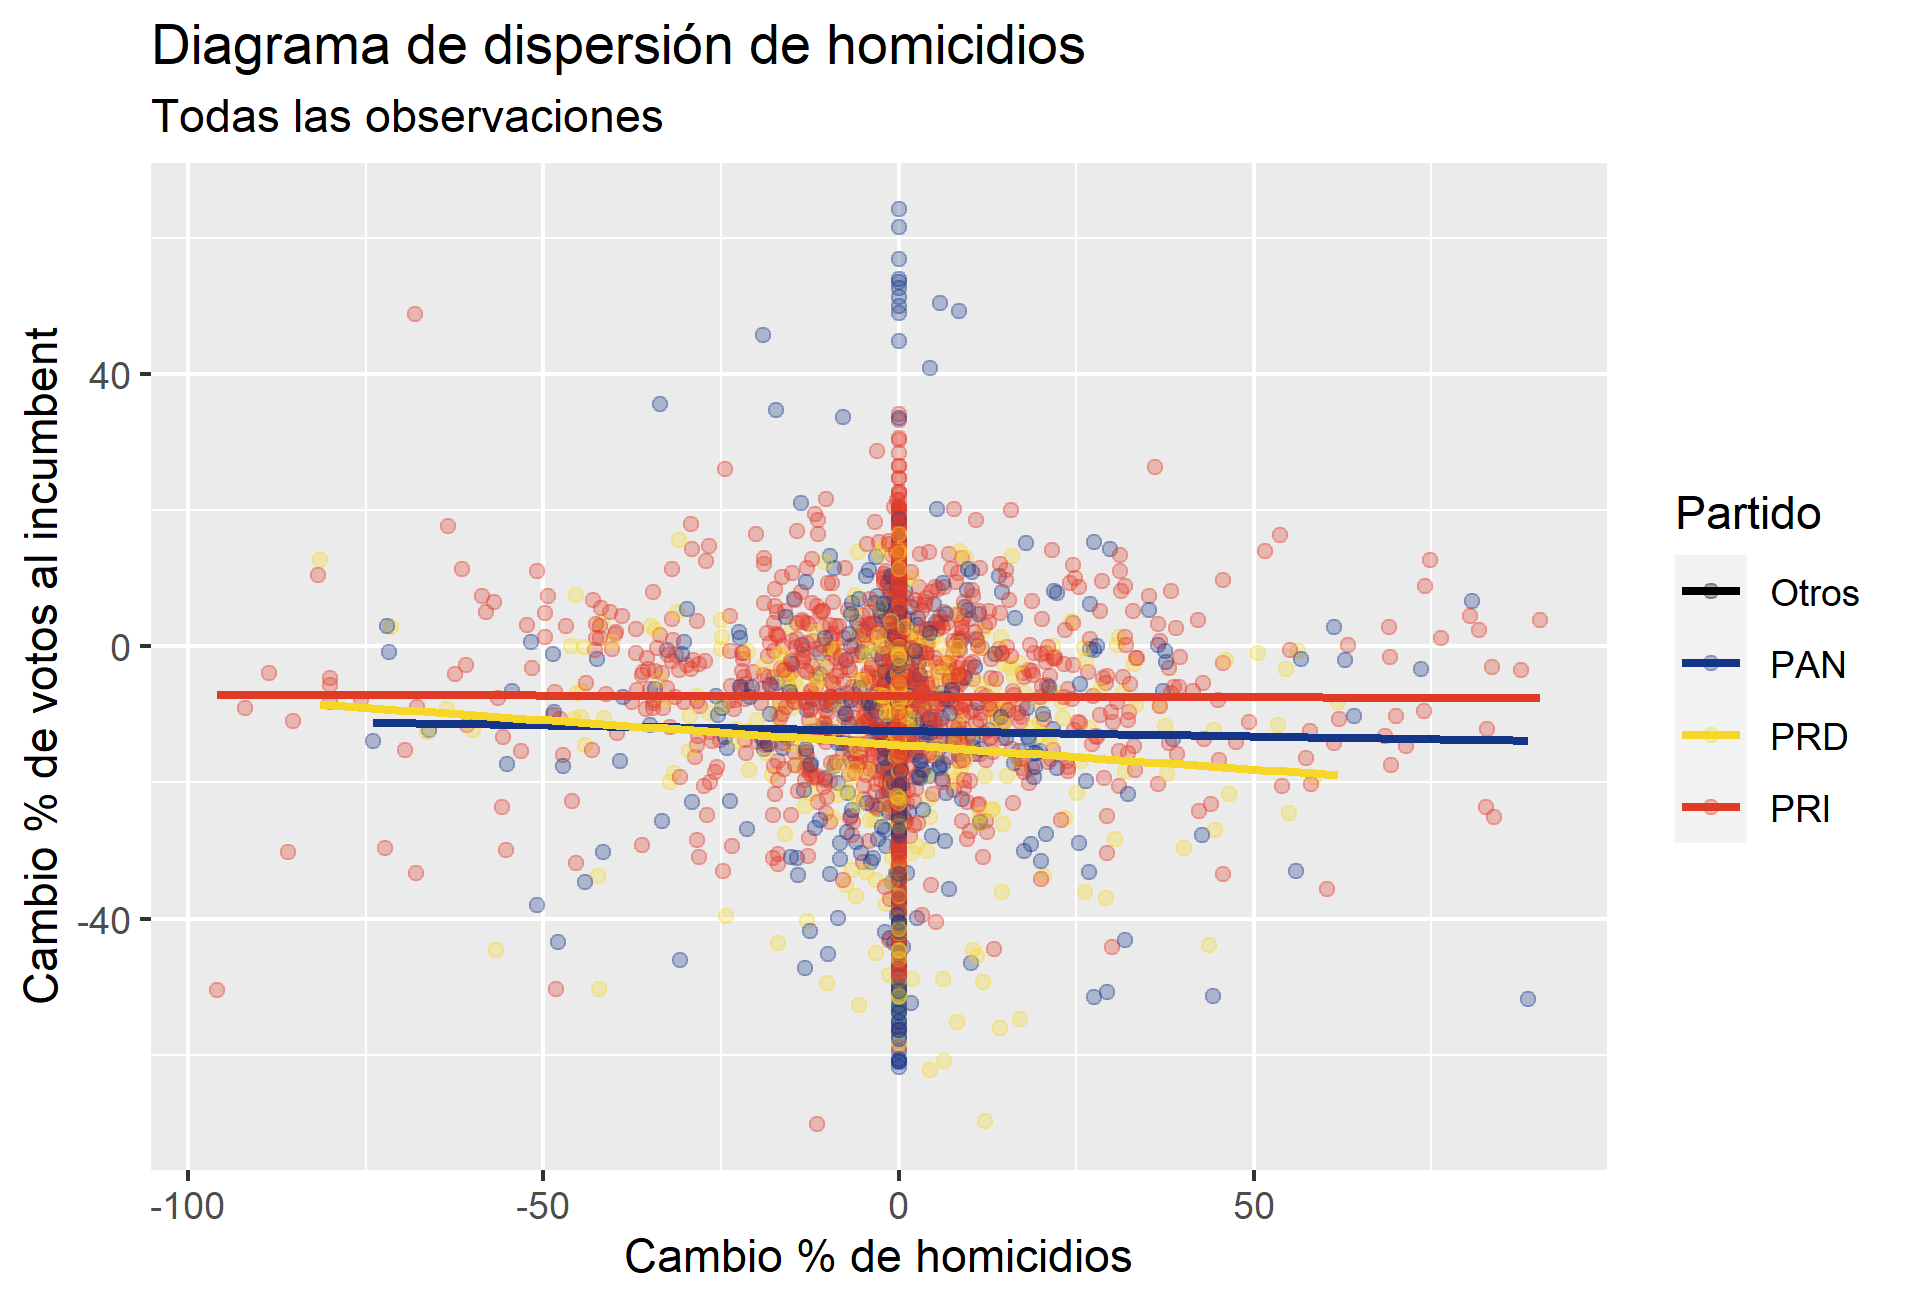 Diagrama de dispersión de homicidios
Todas las observaciones
Cambio % de votos al incumbent
40
0
-40
-100
-50
0
50
Cambio % de homicidios
Partido
Otros
PAN
PRD
PRI